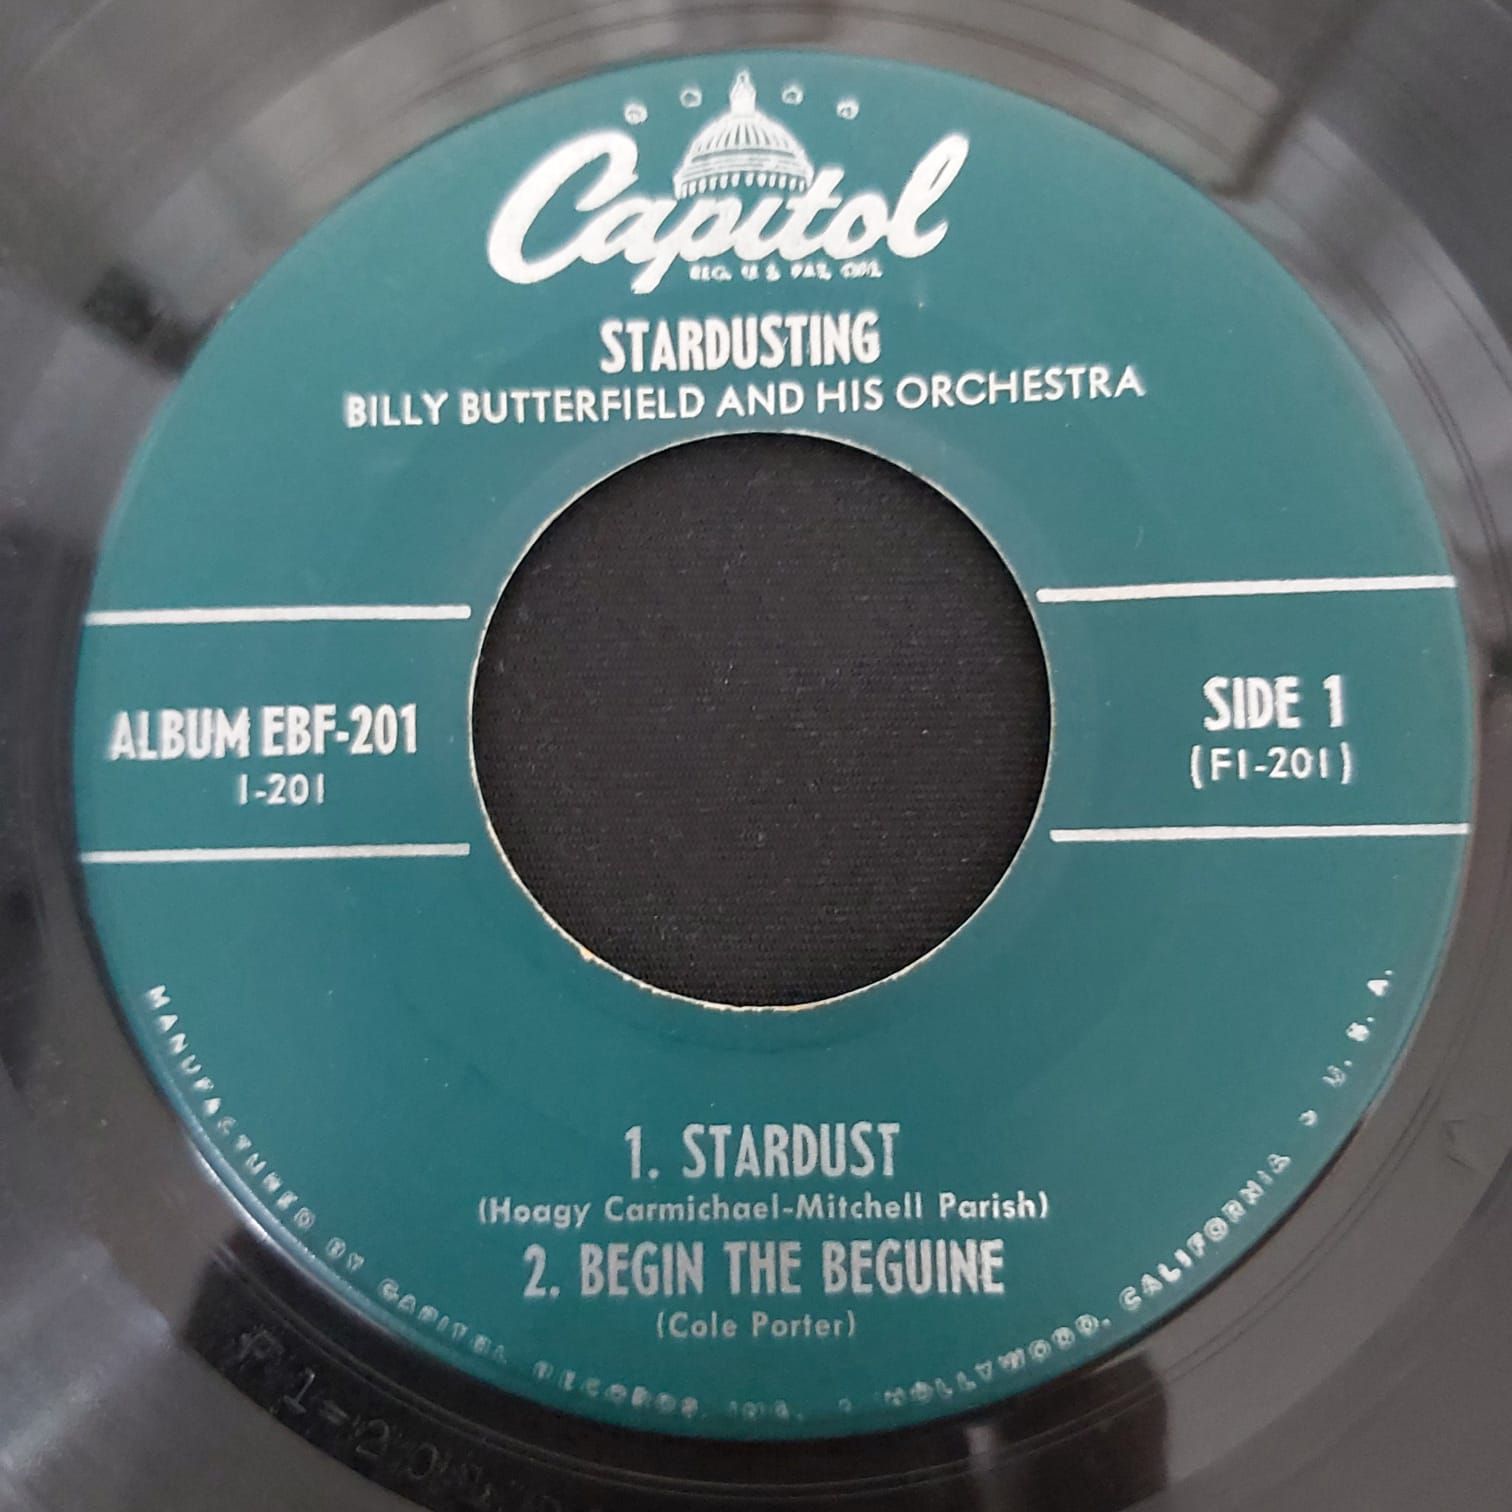 Capitol
REG. U.S. PAT. OFF.
STARDUSTING
BILLY BUTTERFIELD AND HIS ORCHESTRA
ALBUM EBF-201
1-201
SIDE 1
(F1-201)
1. STARDUST
(Hoagy Carmichael-Mitchell Parish)
2. BEGIN THE BEGUINE
(Cole Porter)
MANUFACTURED BY CAPITOL RECORDS, INC. HOLLYWOOD, CALIFORNIA, U. S. A.